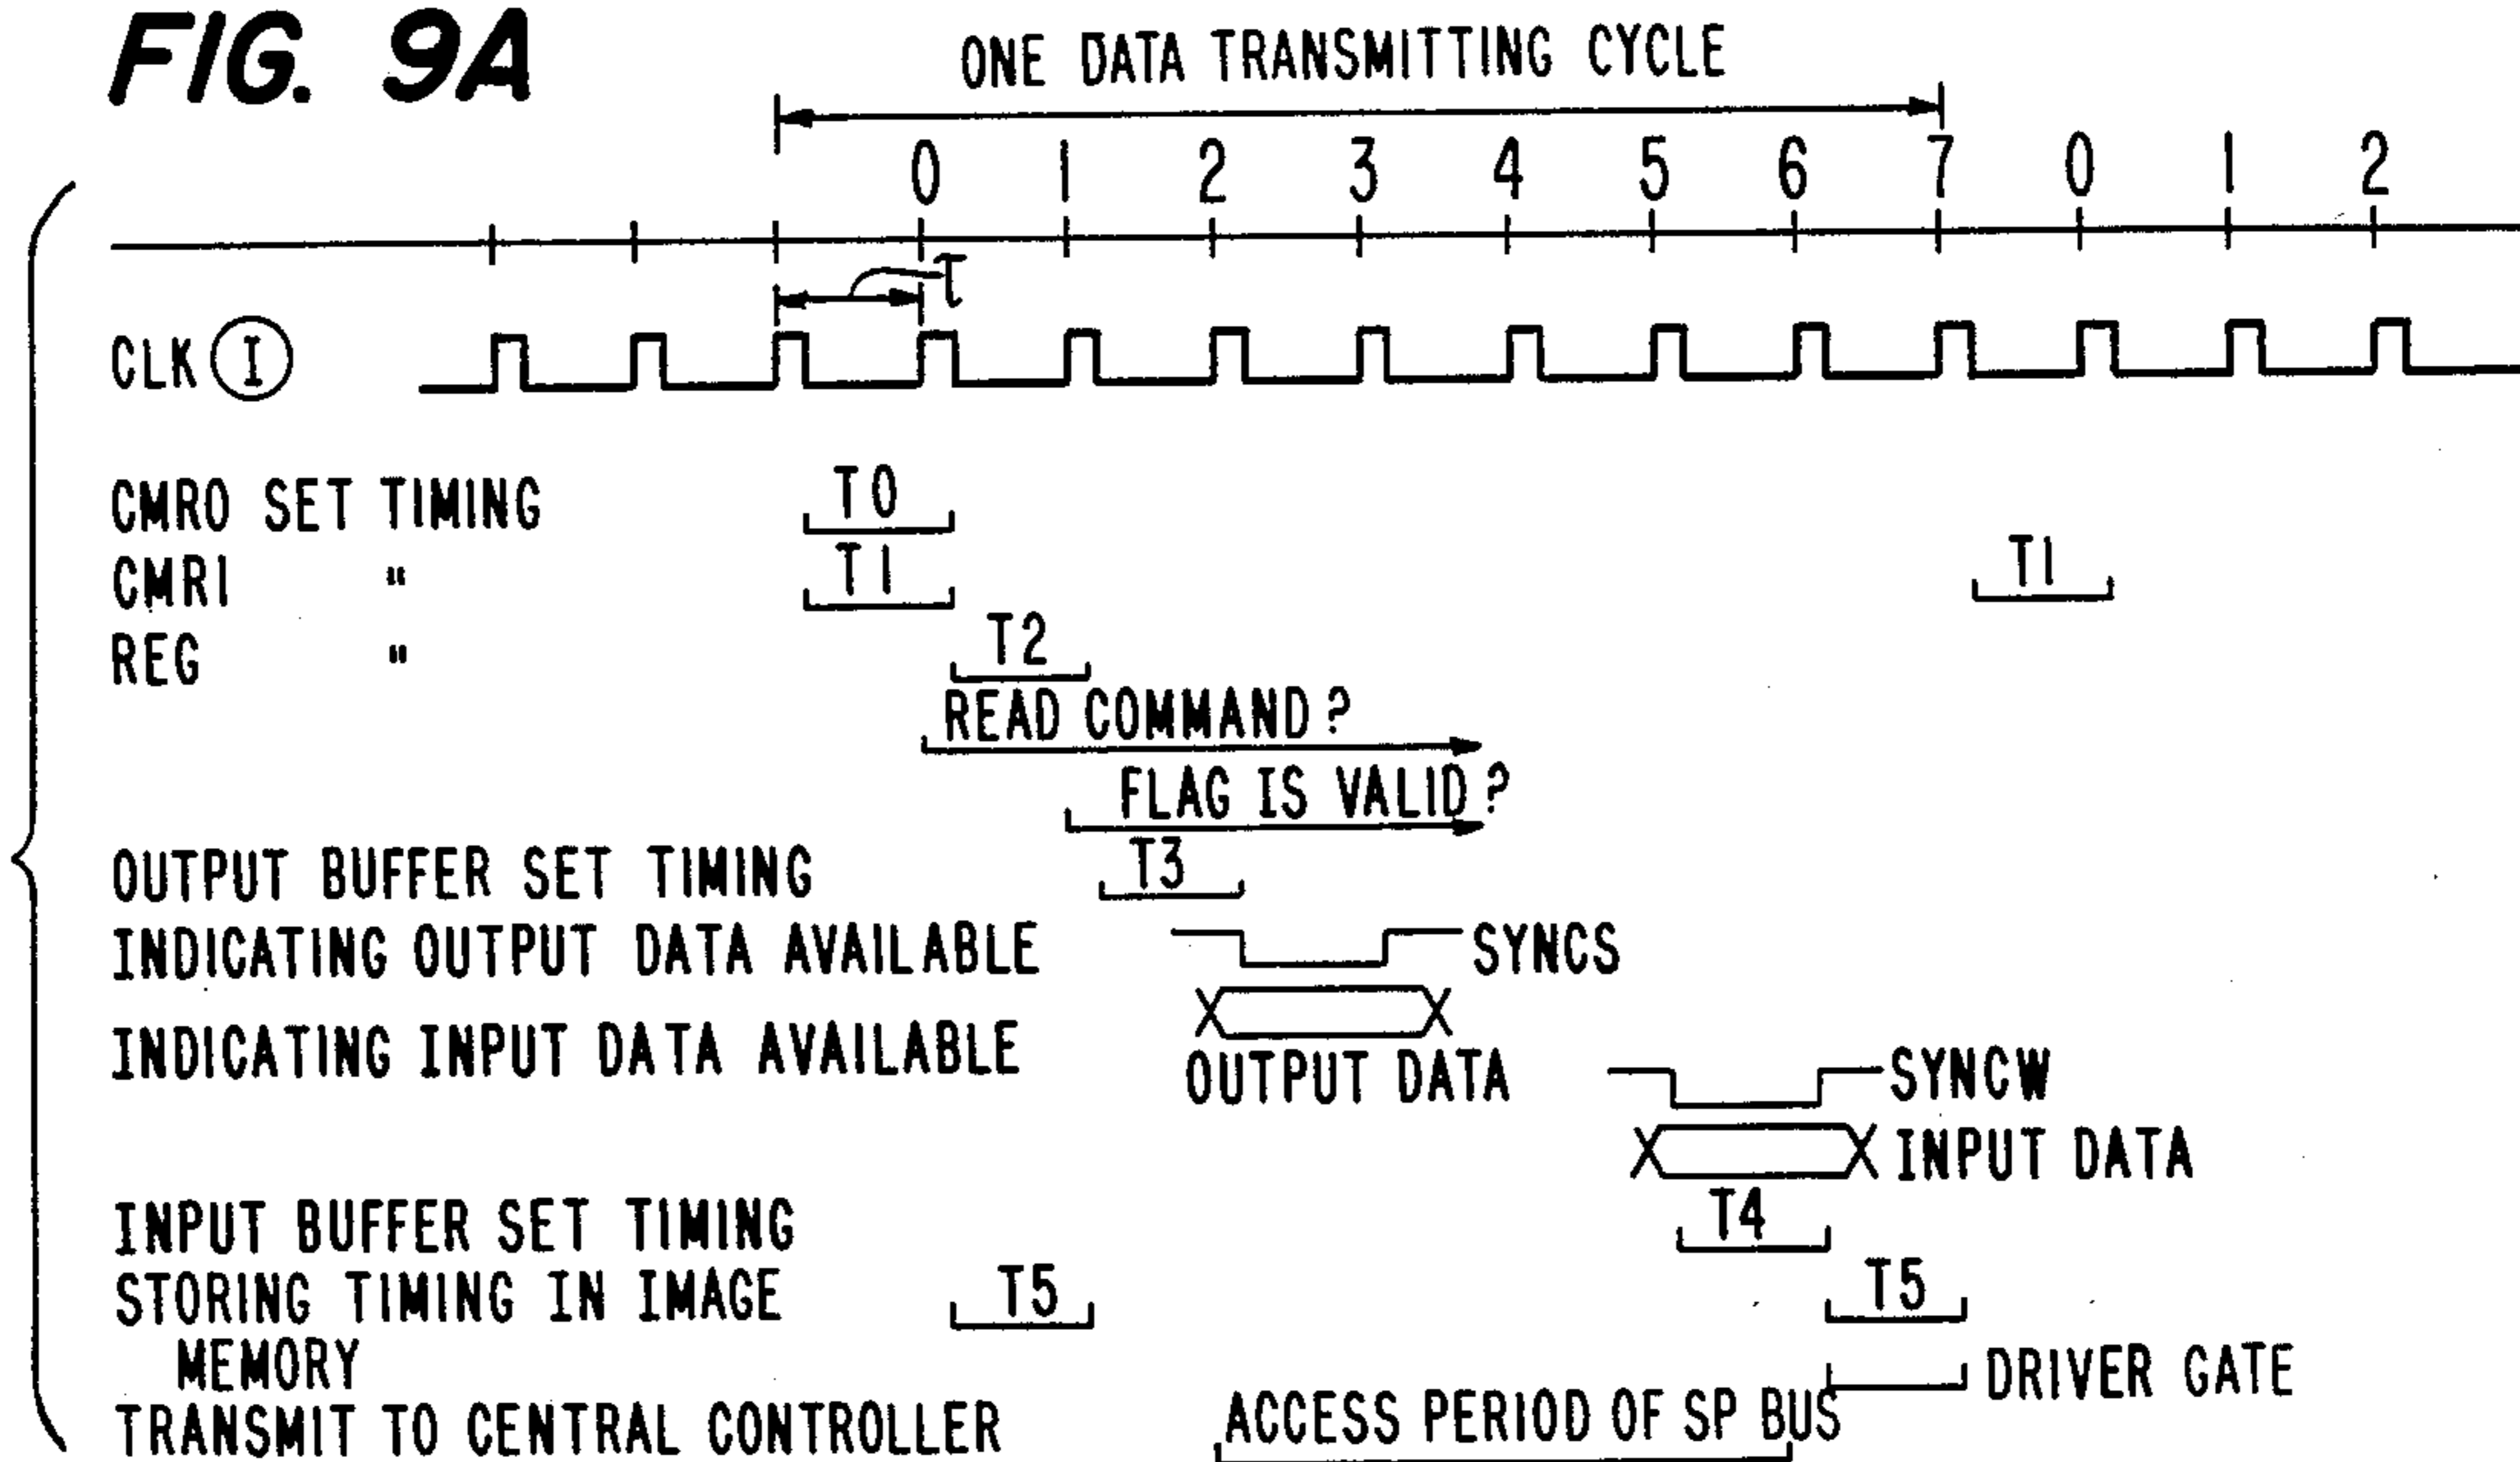 FIG. 9A
ONE DATA TRANSMITTING CYCLE
0 1 2 3 4 5 6 7 0 1 2
τ
CLK I
CMR0 SET TIMING T0
CMR1 " T1 T1
REG " T2
READ COMMAND ?
FLAG IS VALID ?
OUTPUT BUFFER SET TIMING T3
INDICATING OUTPUT DATA AVAILABLE SYNCS
INDICATING INPUT DATA AVAILABLE OUTPUT DATA SYNCW
INPUT DATA
INPUT BUFFER SET TIMING T4
STORING TIMING IN IMAGE T5 T5
MEMORY DRIVER GATE
TRANSMIT TO CENTRAL CONTROLLER ACCESS PERIOD OF SP BUS